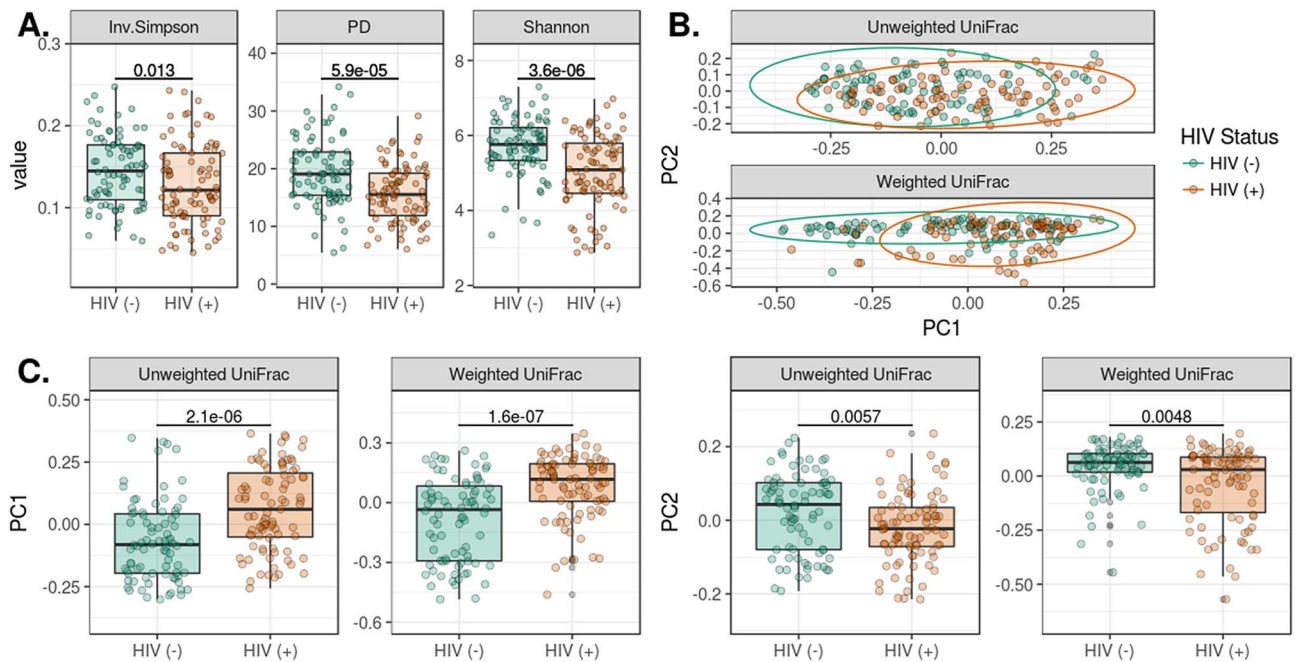 A.
B.
Inv.Simpson
PD
Shannon
Unweighted UniFrac
0.3
0.2
0.1
value
0.013
HIV (-)
HIV (+)
40
30
20
10
0
5.9e-05
HIV (-)
HIV (+)
8
6
4
2
3.6e-06
HIV (-)
HIV (+)
0.2
0.1
0.0
-0.1
-0.2
-0.25
0.00
0.25
PC2
Weighted UniFrac
0.4
0.2
0.0
-0.2
-0.4
-0.6
-0.50
-0.25
0.00
0.25
PC1
HIV Status
HIV (-)
HIV (+)
C.
Unweighted UniFrac
0.50
0.25
0.00
-0.25
PC1
2.1e-06
HIV (-)
HIV (+)
Weighted UniFrac
0.3
0.0
-0.3
-0.6
1.6e-07
HIV (-)
HIV (+)
Unweighted UniFrac
0.2
0.0
-0.2
PC2
0.0057
HIV (-)
HIV (+)
Weighted UniFrac
0.25
0.00
-0.25
-0.50
0.0048
HIV (-)
HIV (+)